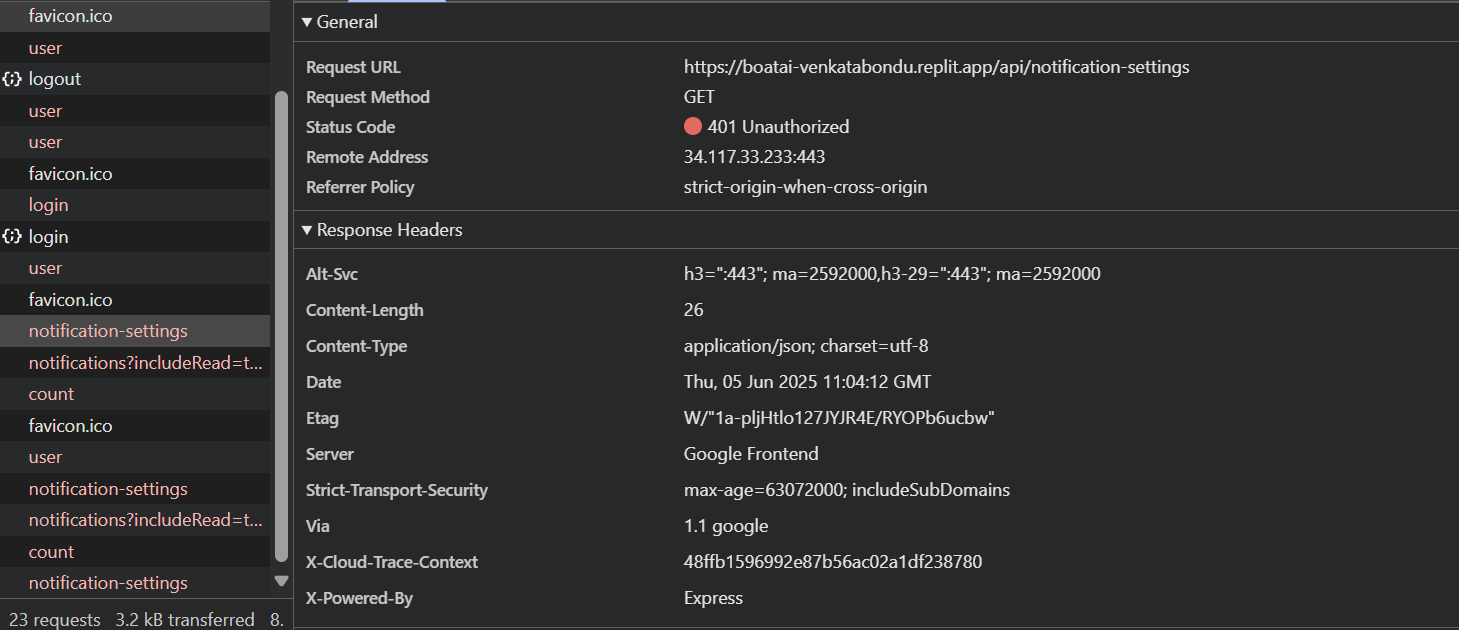 favicon.ico
user
{;} logout
user
user
favicon.ico
login
{;} login
user
favicon.ico
notification-settings
notifications?includeRead=t...
count
favicon.ico
user
notification-settings
notifications?includeRead=t...
count
notification-settings
23 requests 3.2 kB transferred 8.
General
Request URL https://boatai-venkatabondu.replit.app/api/notification-settings
Request Method GET
Status Code 401 Unauthorized
Remote Address 34.117.33.233:443
Referrer Policy strict-origin-when-cross-origin
Response Headers
Alt-Svc h3=":443"; ma=2592000,h3-29=":443"; ma=2592000
Content-Length 26
Content-Type application/json; charset=utf-8
Date Thu, 05 Jun 2025 11:04:12 GMT
Etag W/"1a-pljHtlo127JYJR4E/RYOPb6ucbw"
Server Google Frontend
Strict-Transport-Security max-age=63072000; includeSubDomains
Via 1.1 google
X-Cloud-Trace-Context 48ffb1596992e87b56ac02a1df238780
X-Powered-By Express